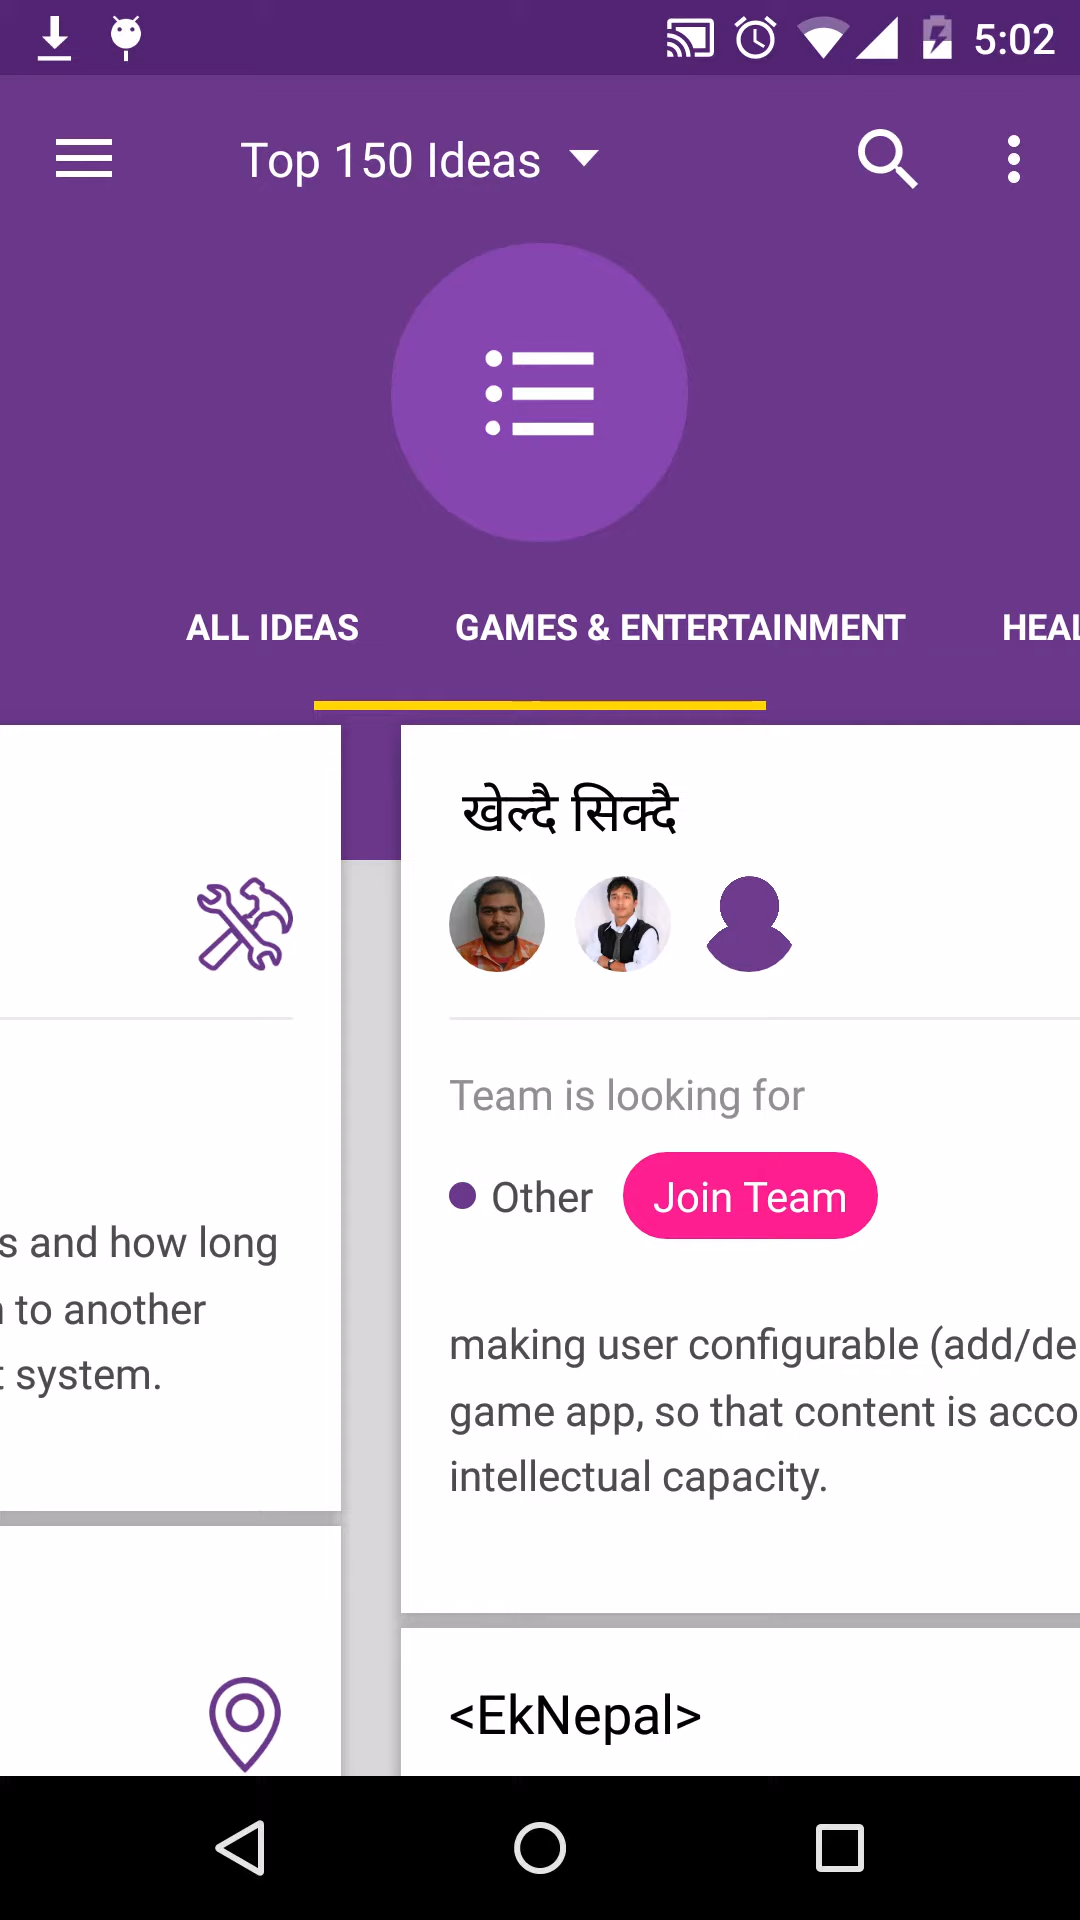 5:02
Top 150 Ideas
ALL IDEAS
GAMES & ENTERTAINMENT
HEAL
s and how long
to another
system.
खेल्दै सिक्दै
Team is looking for
Other
Join Team
making user configurable (add/de
game app, so that content is acco
intellectual capacity.
<EkNepal>